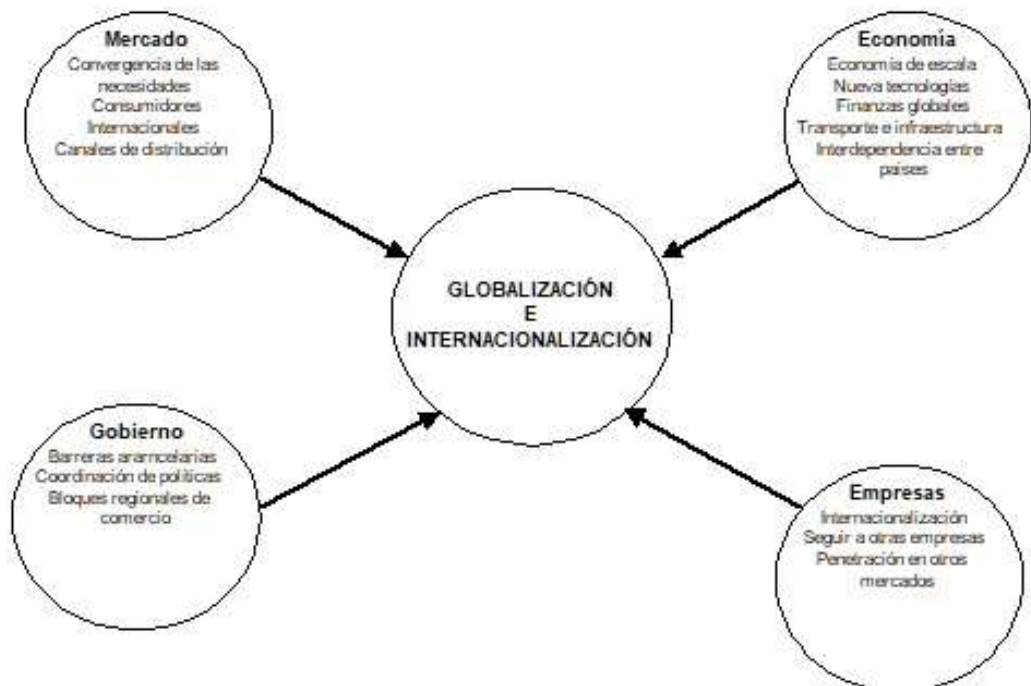 Mercado
Convergencia de las
necesidades
Consumidores
Internacionales
Canales de distribución
Economía
Economia de escala
Nueva tecnologías
Finanzas globales
Transporte e infraestructura
Interdependencia entre
países
GLOBALIZACIÓN
E
INTERNACIONALIZACIÓN
Gobierno
Barreras ararncelarias
Coordinación de políticas
Bloques regionales de
comercio
Empresas
Internacionalización
Seguir a otras empresas
Penetración en otros
mercados